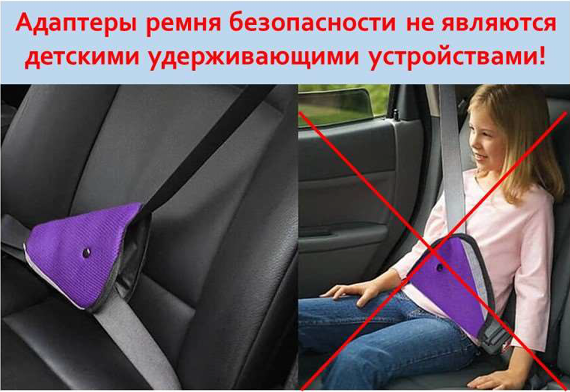 Адаптеры ремня безопасности не являются
детскими удерживающими устройствами!